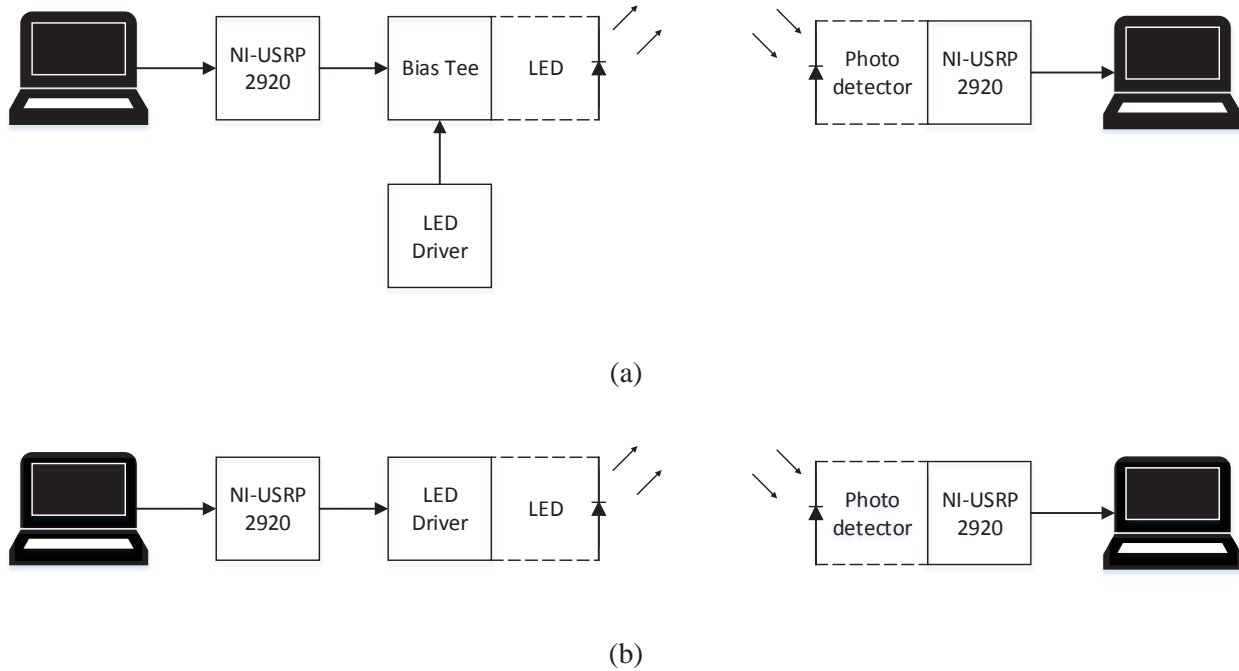 NI-USRP
2920
Bias Tee
LED
Photo
detector
NI-USRP
2920
LED
Driver
(a)
NI-USRP
2920
LED
Driver
LED
Photo
detector
NI-USRP
2920
(b)